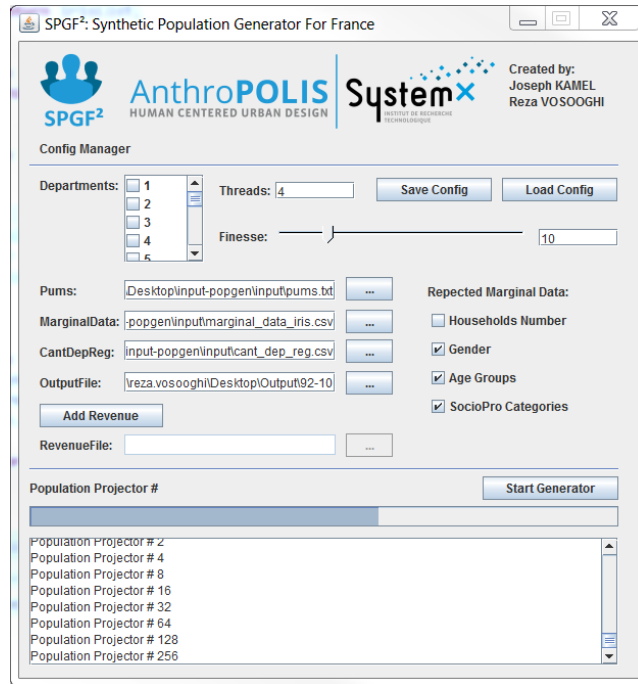 SPGF²: Synthetic Population Generator For France
SPGF²
AnthroPOLIS
HUMAN CENTERED URBAN DESIGN
SystemX
INSTITUT DE RECHERCHE
TECHNOLOGIQUE
Created by:
Joseph KAMEL
Reza VOSOOGHI
Config Manager
Departments:
1
2
3
4
5
Threads: 4
Save Config
Load Config
Finesse:
10
Pums: .Desktop\input-popgen\input\pums.txt ...
MarginalData: -popgen\input\marginal_data_iris.csv ...
CantDepReg: input-popgen\input\cant_dep_reg.csv ...
OutputFile: \reza.vosooghi\Desktop\Output\92-10 ...
Add Revenue
RevenueFile: ...
Repected Marginal Data:
Households Number
Gender
Age Groups
SocioPro Categories
Population Projector #
Start Generator
Population Projector # 2
Population Projector # 4
Population Projector # 8
Population Projector # 16
Population Projector # 32
Population Projector # 64
Population Projector # 128
Population Projector # 256